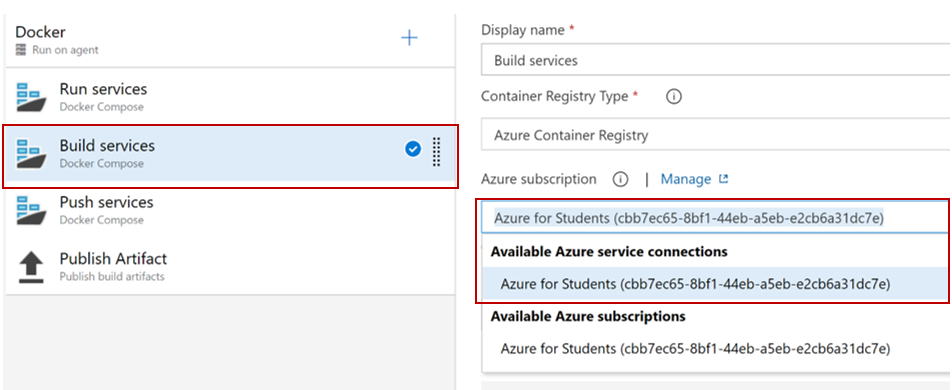 Docker
Run on agent
Run services
Docker Compose
Build services
Docker Compose
Push services
Docker Compose
Publish Artifact
Publish build artifacts
Display name *
Build services
Container Registry Type *
Azure Container Registry
Azure subscription | Manage
Azure for Students (cbb7ec65-8bf1-44eb-a5eb-e2cb6a31dc7e)
Available Azure service connections
Azure for Students (cbb7ec65-8bf1-44eb-a5eb-e2cb6a31dc7e)
Available Azure subscriptions
Azure for Students (cbb7ec65-8bf1-44eb-a5eb-e2cb6a31dc7e)